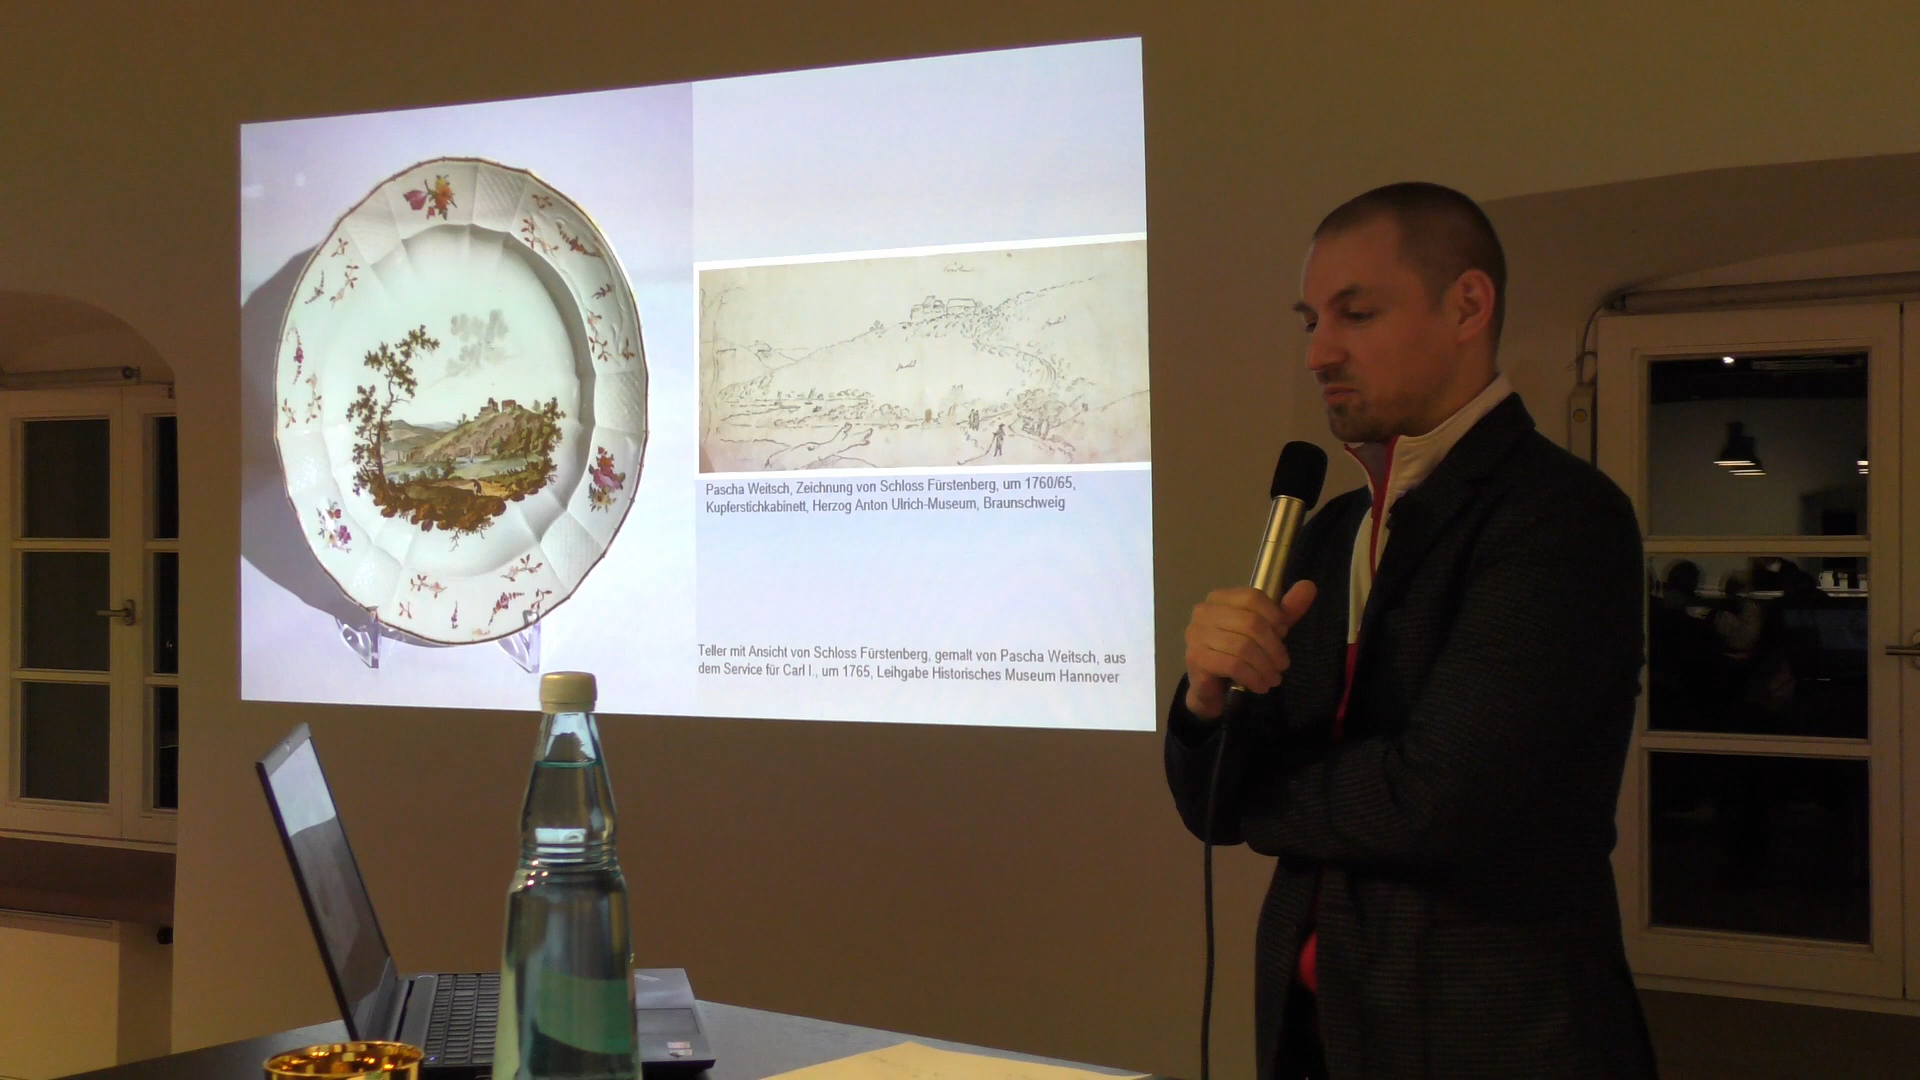 Pascha Weitsch, Zeichnung von Schloss Fürstenberg, um 1760/65,
Kupferstichkabinett, Herzog Anton Ulrich-Museum, Braunschweig
Teller mit Ansicht von Schloss Fürstenberg, gemalt von Pascha Weitsch, aus
dem Service für Carl I., um 1765, Leihgabe Historisches Museum Hannover